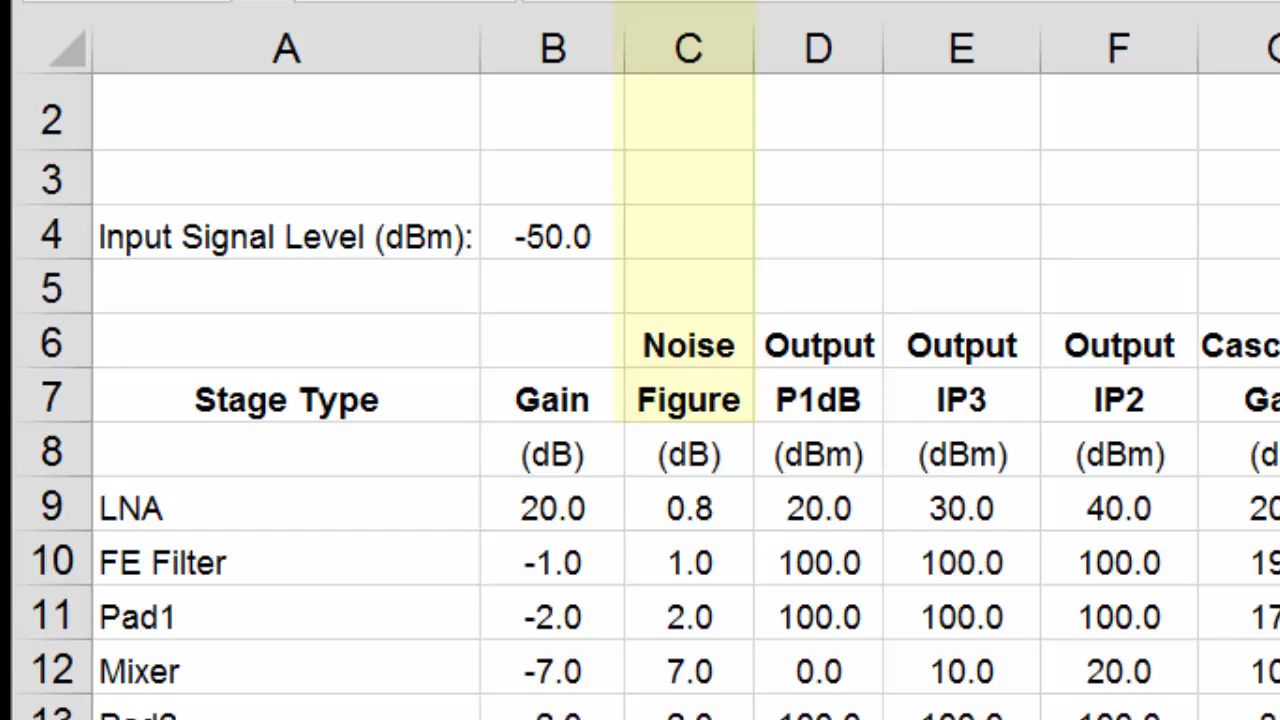 A B C D E F
2
3
4 Input Signal Level (dBm): -50.0
5
6 Noise Output Output Output
7 Stage Type Gain Figure P1dB IP3 IP2
8 (dB) (dB) (dBm) (dBm) (dBm)
9 LNA 20.0 0.8 20.0 30.0 40.0
10 FE Filter -1.0 1.0 100.0 100.0 100.0
11 Pad1 -2.0 2.0 100.0 100.0 100.0
12 Mixer -7.0 7.0 0.0 10.0 20.0